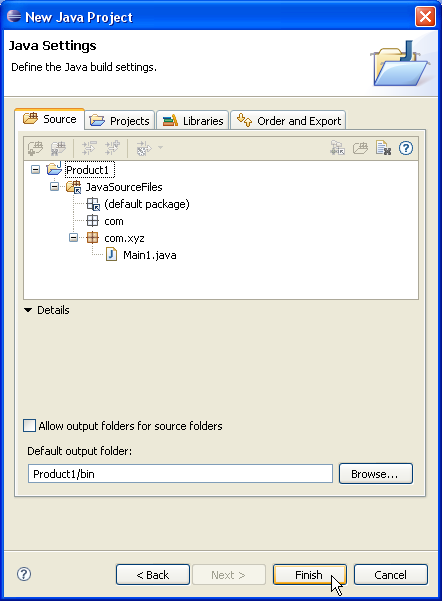 New Java Project
Java Settings
Define the Java build settings.
Source Projects Libraries Order and Export
Product1
JavaSourceFiles
(default package)
com
com.xyz
Main1.java
Details
Allow output folders for source folders
Default output folder:
Product1/bin Browse...
< Back Next > Finish Cancel